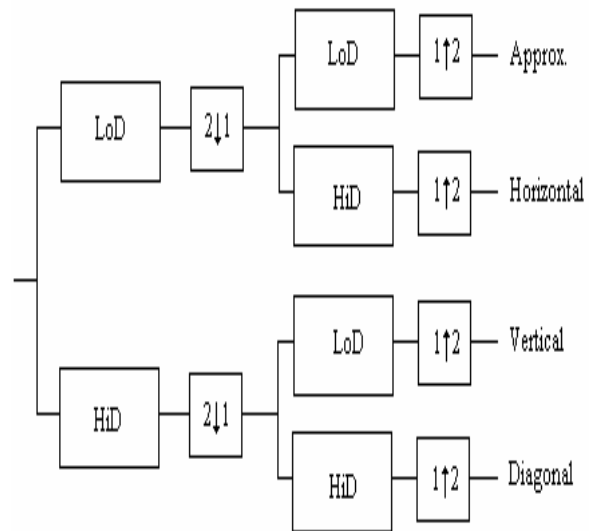 LoD 1↑2 Approx.
LoD 2↓1
HiD 1↑2 Horizontal
LoD 1↑2 Vertical
HiD 2↓1
HiD 1↑2 Diagonal